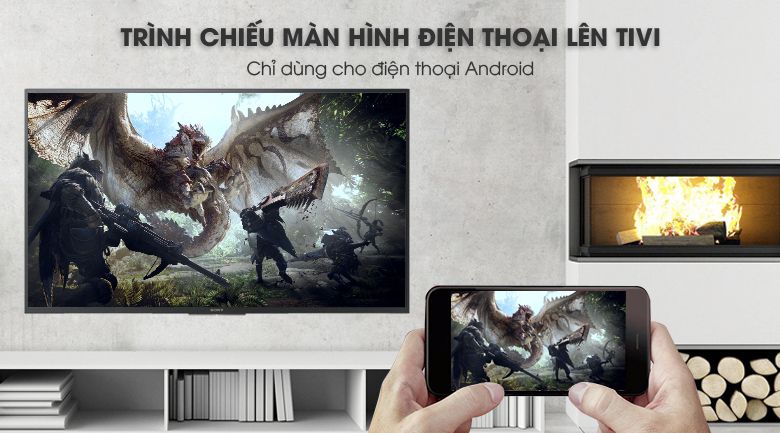 TRÌNH CHIẾU MÀN HÌNH ĐIỆN THOẠI LÊN TIVI
Chỉ dùng cho điện thoại Android
SONY